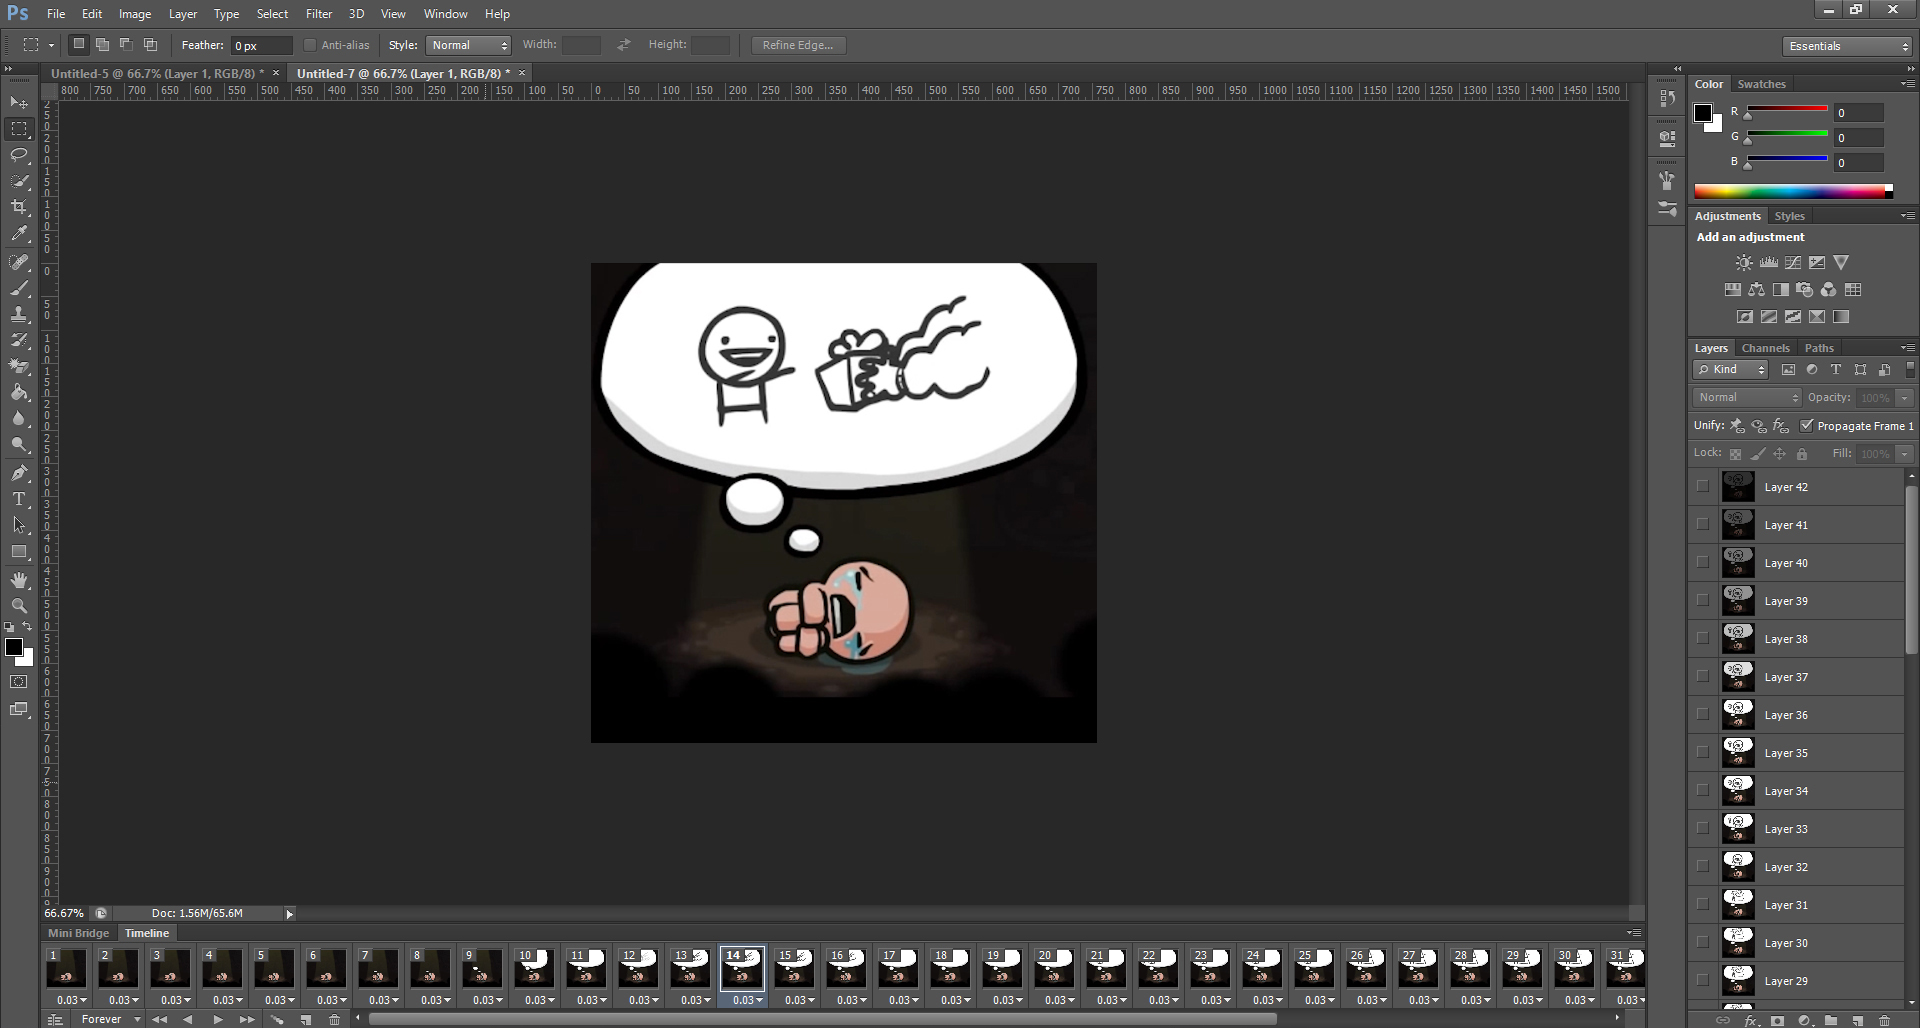 Ps File Edit Image Layer Type Select Filter 3D View Window Help
Feather: 0 px Anti-alias Style: Normal Width: Height: Refine Edge... Essentials
Untitled-5 @ 66.7% (Layer 1, RGB/8) * × Untitled-7 @ 66.7% (Layer 1, RGB/8) * ×
800 750 700 650 600 550 500 450 400 350 300 250 200 150 100 50 0 50 100 150 200 250 300 350 400 450 500 550 600 650 700 750 800 850 900 950 1000 1050 1100 1150 1200 1250 1300 1350 1400 1450 1500
Color Swatches
R 0
G 0
B 0
Adjustments Styles
Add an adjustment
Layers Channels Paths
Kind
Normal Opacity: 100%
Unify: Propagate Frame 1
Lock: Fill: 100%
Layer 42
Layer 41
Layer 40
Layer 39
Layer 38
Layer 37
Layer 36
Layer 35
Layer 34
Layer 33
Layer 32
Layer 31
Layer 30
Layer 29
66.67% Doc: 1.56M/65.6M
Mini Bridge Timeline
1 2 3 4 5 6 7 8 9 10 11 12 13 14 15 16 17 18 19 20 21 22 23 24 25 26 27 28 29 30 31
0.03 0.03 0.03 0.03 0.03 0.03 0.03 0.03 0.03 0.03 0.03 0.03 0.03 0.03 0.03 0.03 0.03 0.03 0.03 0.03 0.03 0.03 0.03 0.03 0.03 0.03 0.03 0.03 0.03 0.03 0.03
Forever